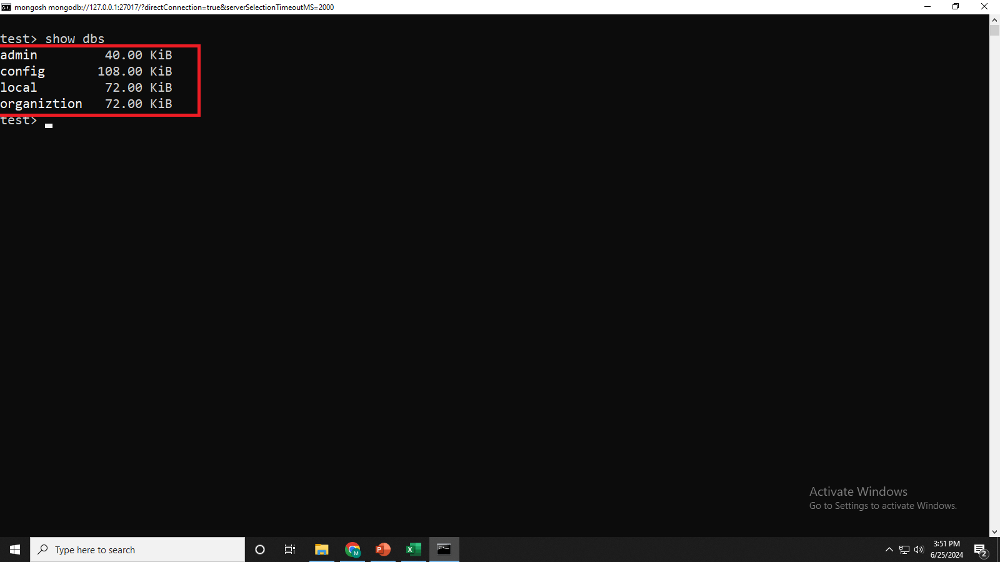 mongosh mongodb://127.0.0.1:27017/?directConnection=true&serverSelectionTimeoutMS=2000
test> show dbs
admin 40.00 KiB
config 108.00 KiB
local 72.00 KiB
organiztion 72.00 KiB
test>
Activate Windows
Go to Settings to activate Windows.
Type here to search
M
P
X
3:51 PM
6/25/2024
2